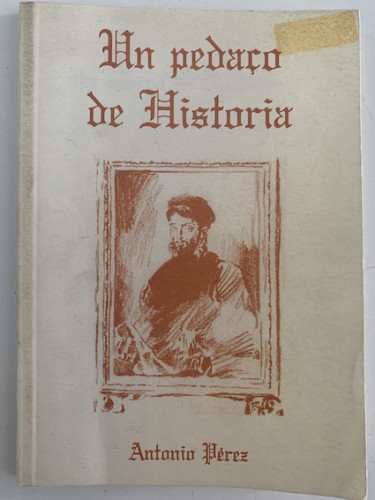 Un pedaço
de Historia
Antonio Pérez